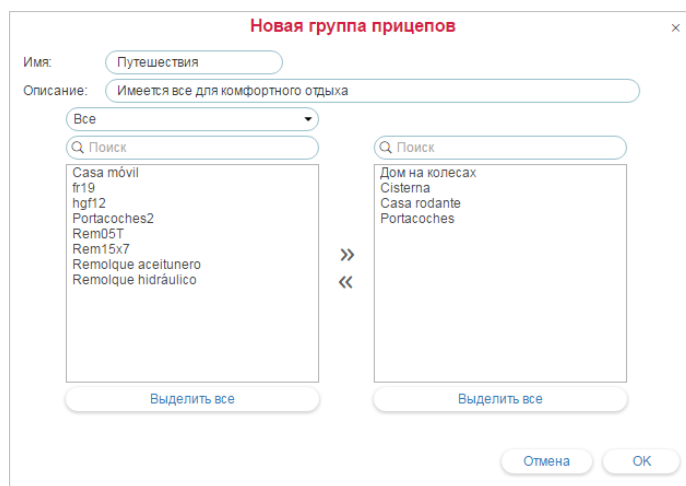 Новая группа прицепов
×
Имя: Путешествия
Описание: Имеется все для комфортного отдыха
Все
Поиск
Casa móvil
fr19
hgf12
Portacoches2
Rem05T
Rem15x7
Remolque aceitunero
Remolque hidráulico
Выделить все
»
«
Поиск
Дом на колесах
Cisterna
Casa rodante
Portacoches
Выделить все
Отмена
OK